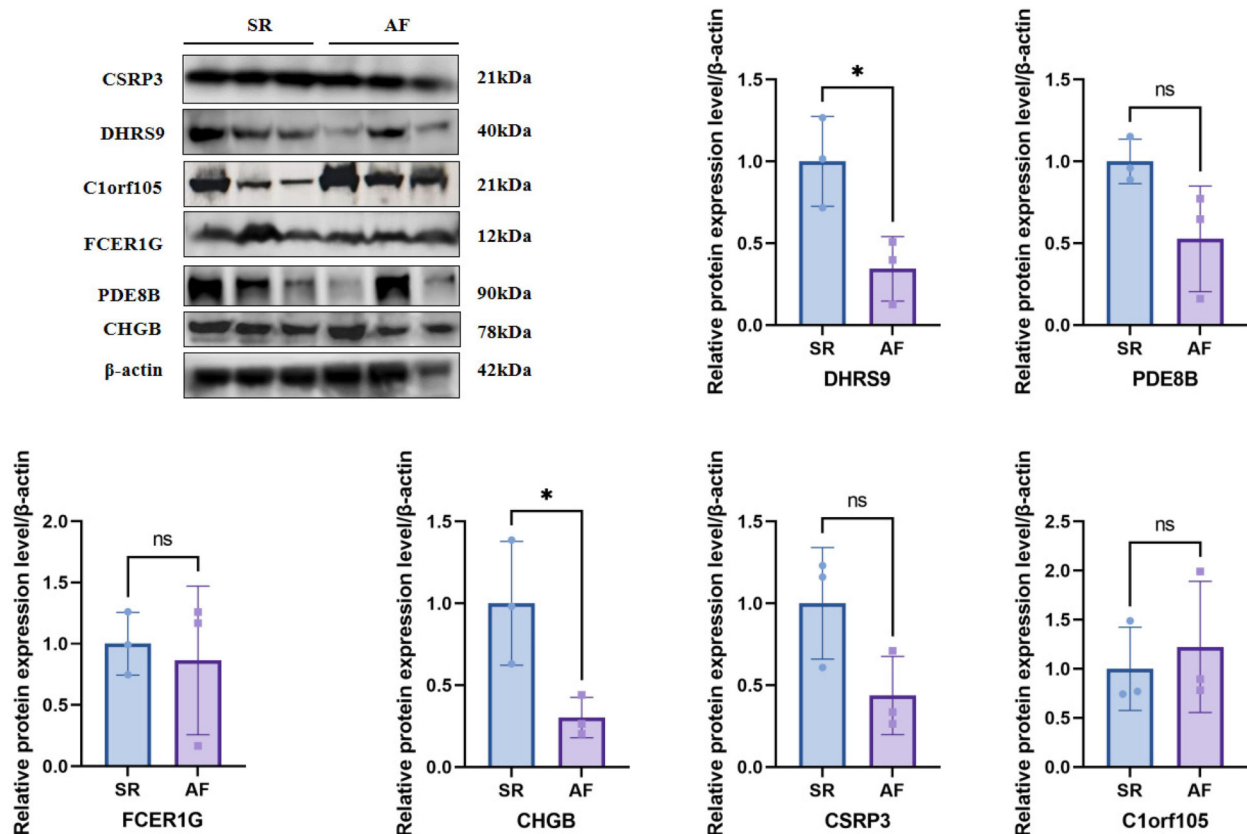 SR AF
CSRP3 21kDa
DHRS9 40kDa
C1orf105 21kDa
FCER1G 12kDa
PDE8B 90kDa
CHGB 78kDa
β-actin 42kDa
Relative protein expression level/β-actin
1.5
1.0
0.5
0.0
*
SR AF
DHRS9
Relative protein expression level/β-actin
1.5
1.0
0.5
0.0
ns
SR AF
PDE8B
Relative protein expression level/β-actin
2.0
1.5
1.0
0.5
0.0
ns
SR AF
FCER1G
Relative protein expression level/β-actin
1.5
1.0
0.5
0.0
*
SR AF
CHGB
Relative protein expression level/β-actin
1.5
1.0
0.5
0.0
ns
SR AF
CSRP3
Relative protein expression level/β-actin
2.5
2.0
1.5
1.0
0.5
0.0
ns
SR AF
C1orf105